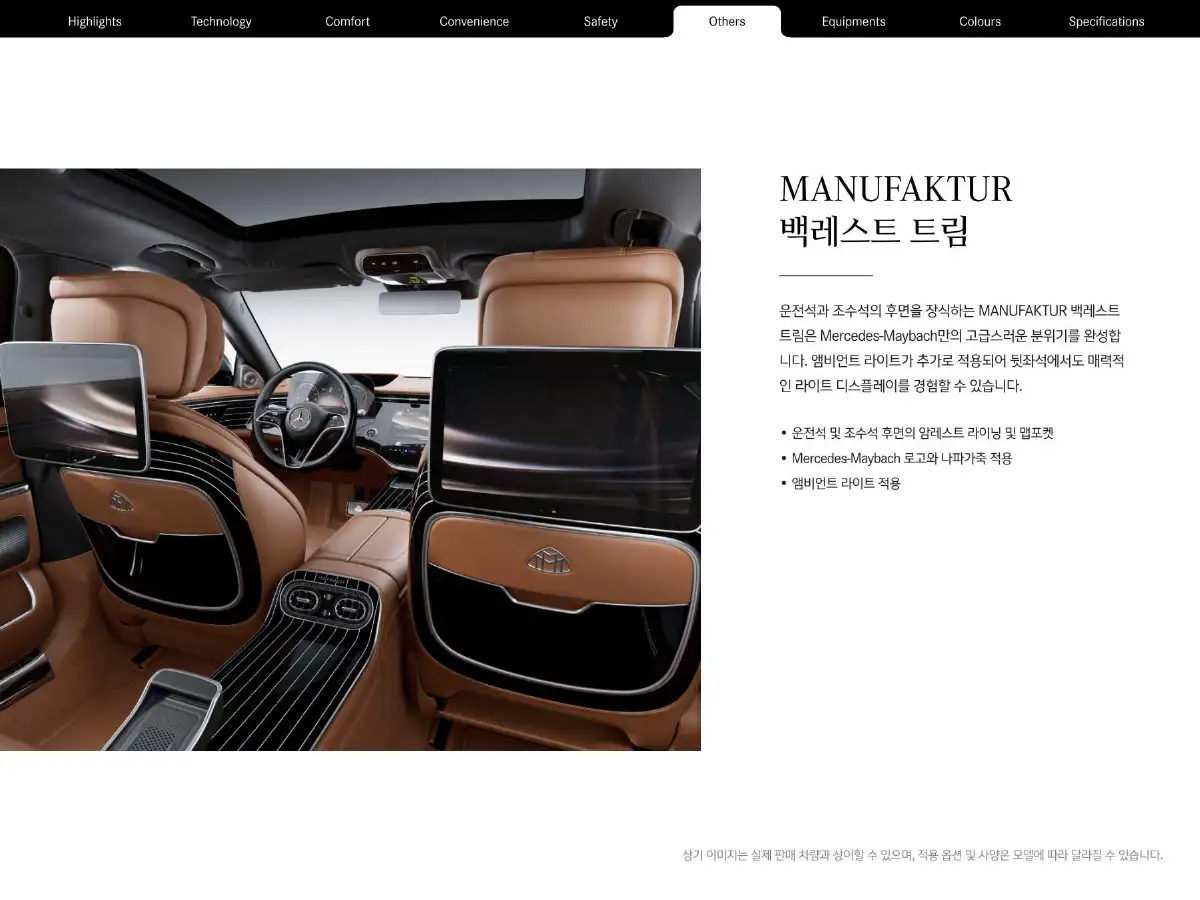 Highlights Technology Comfort Convenience Safety Others Equipments Colours Specifications
MANUFAKTUR
백레스트 트림
운전석과 조수석의 후면을 장식하는 MANUFAKTUR 백레스트
트림은 Mercedes-Maybach만의 고급스러운 분위기를 완성합
니다. 앰비언트 라이트가 추가로 적용되어 뒷좌석에서도 매력적
인 라이트 디스플레이를 경험할 수 있습니다.
• 운전석 및 조수석 후면의 암레스트 라이닝 및 맵포켓
• Mercedes-Maybach 로고와 나파가죽 적용
• 앰비언트 라이트 적용
MAYBACH
상기 이미지는 실제 판매 차량과 상이할 수 있으며, 적용 옵션 및 사양은 모델에 따라 달라질 수 있습니다.